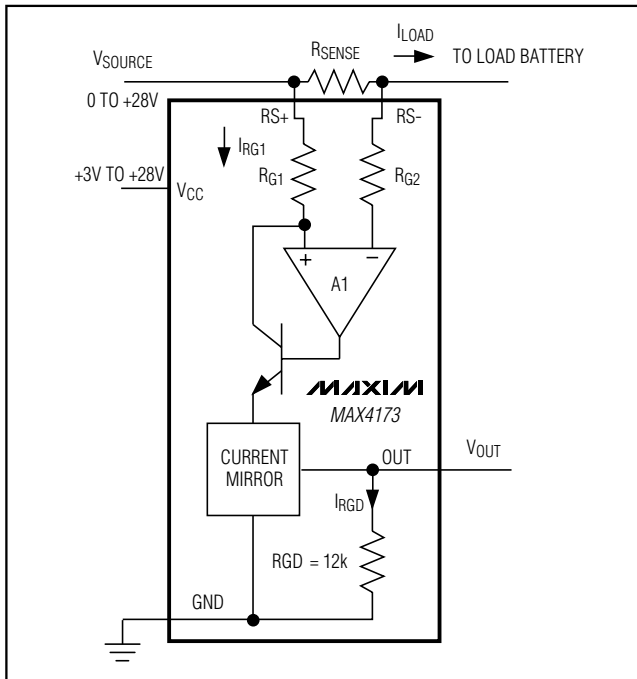 I_LOAD
R_SENSE
V_SOURCE
TO LOAD BATTERY
0 TO +28V
RS+
RS-
I_RG1
R_G1
R_G2
+3V TO +28V
V_CC
+
−
A1
MAXIM
MAX4173
CURRENT
MIRROR
OUT
V_OUT
I_RGD
RGD = 12k
GND